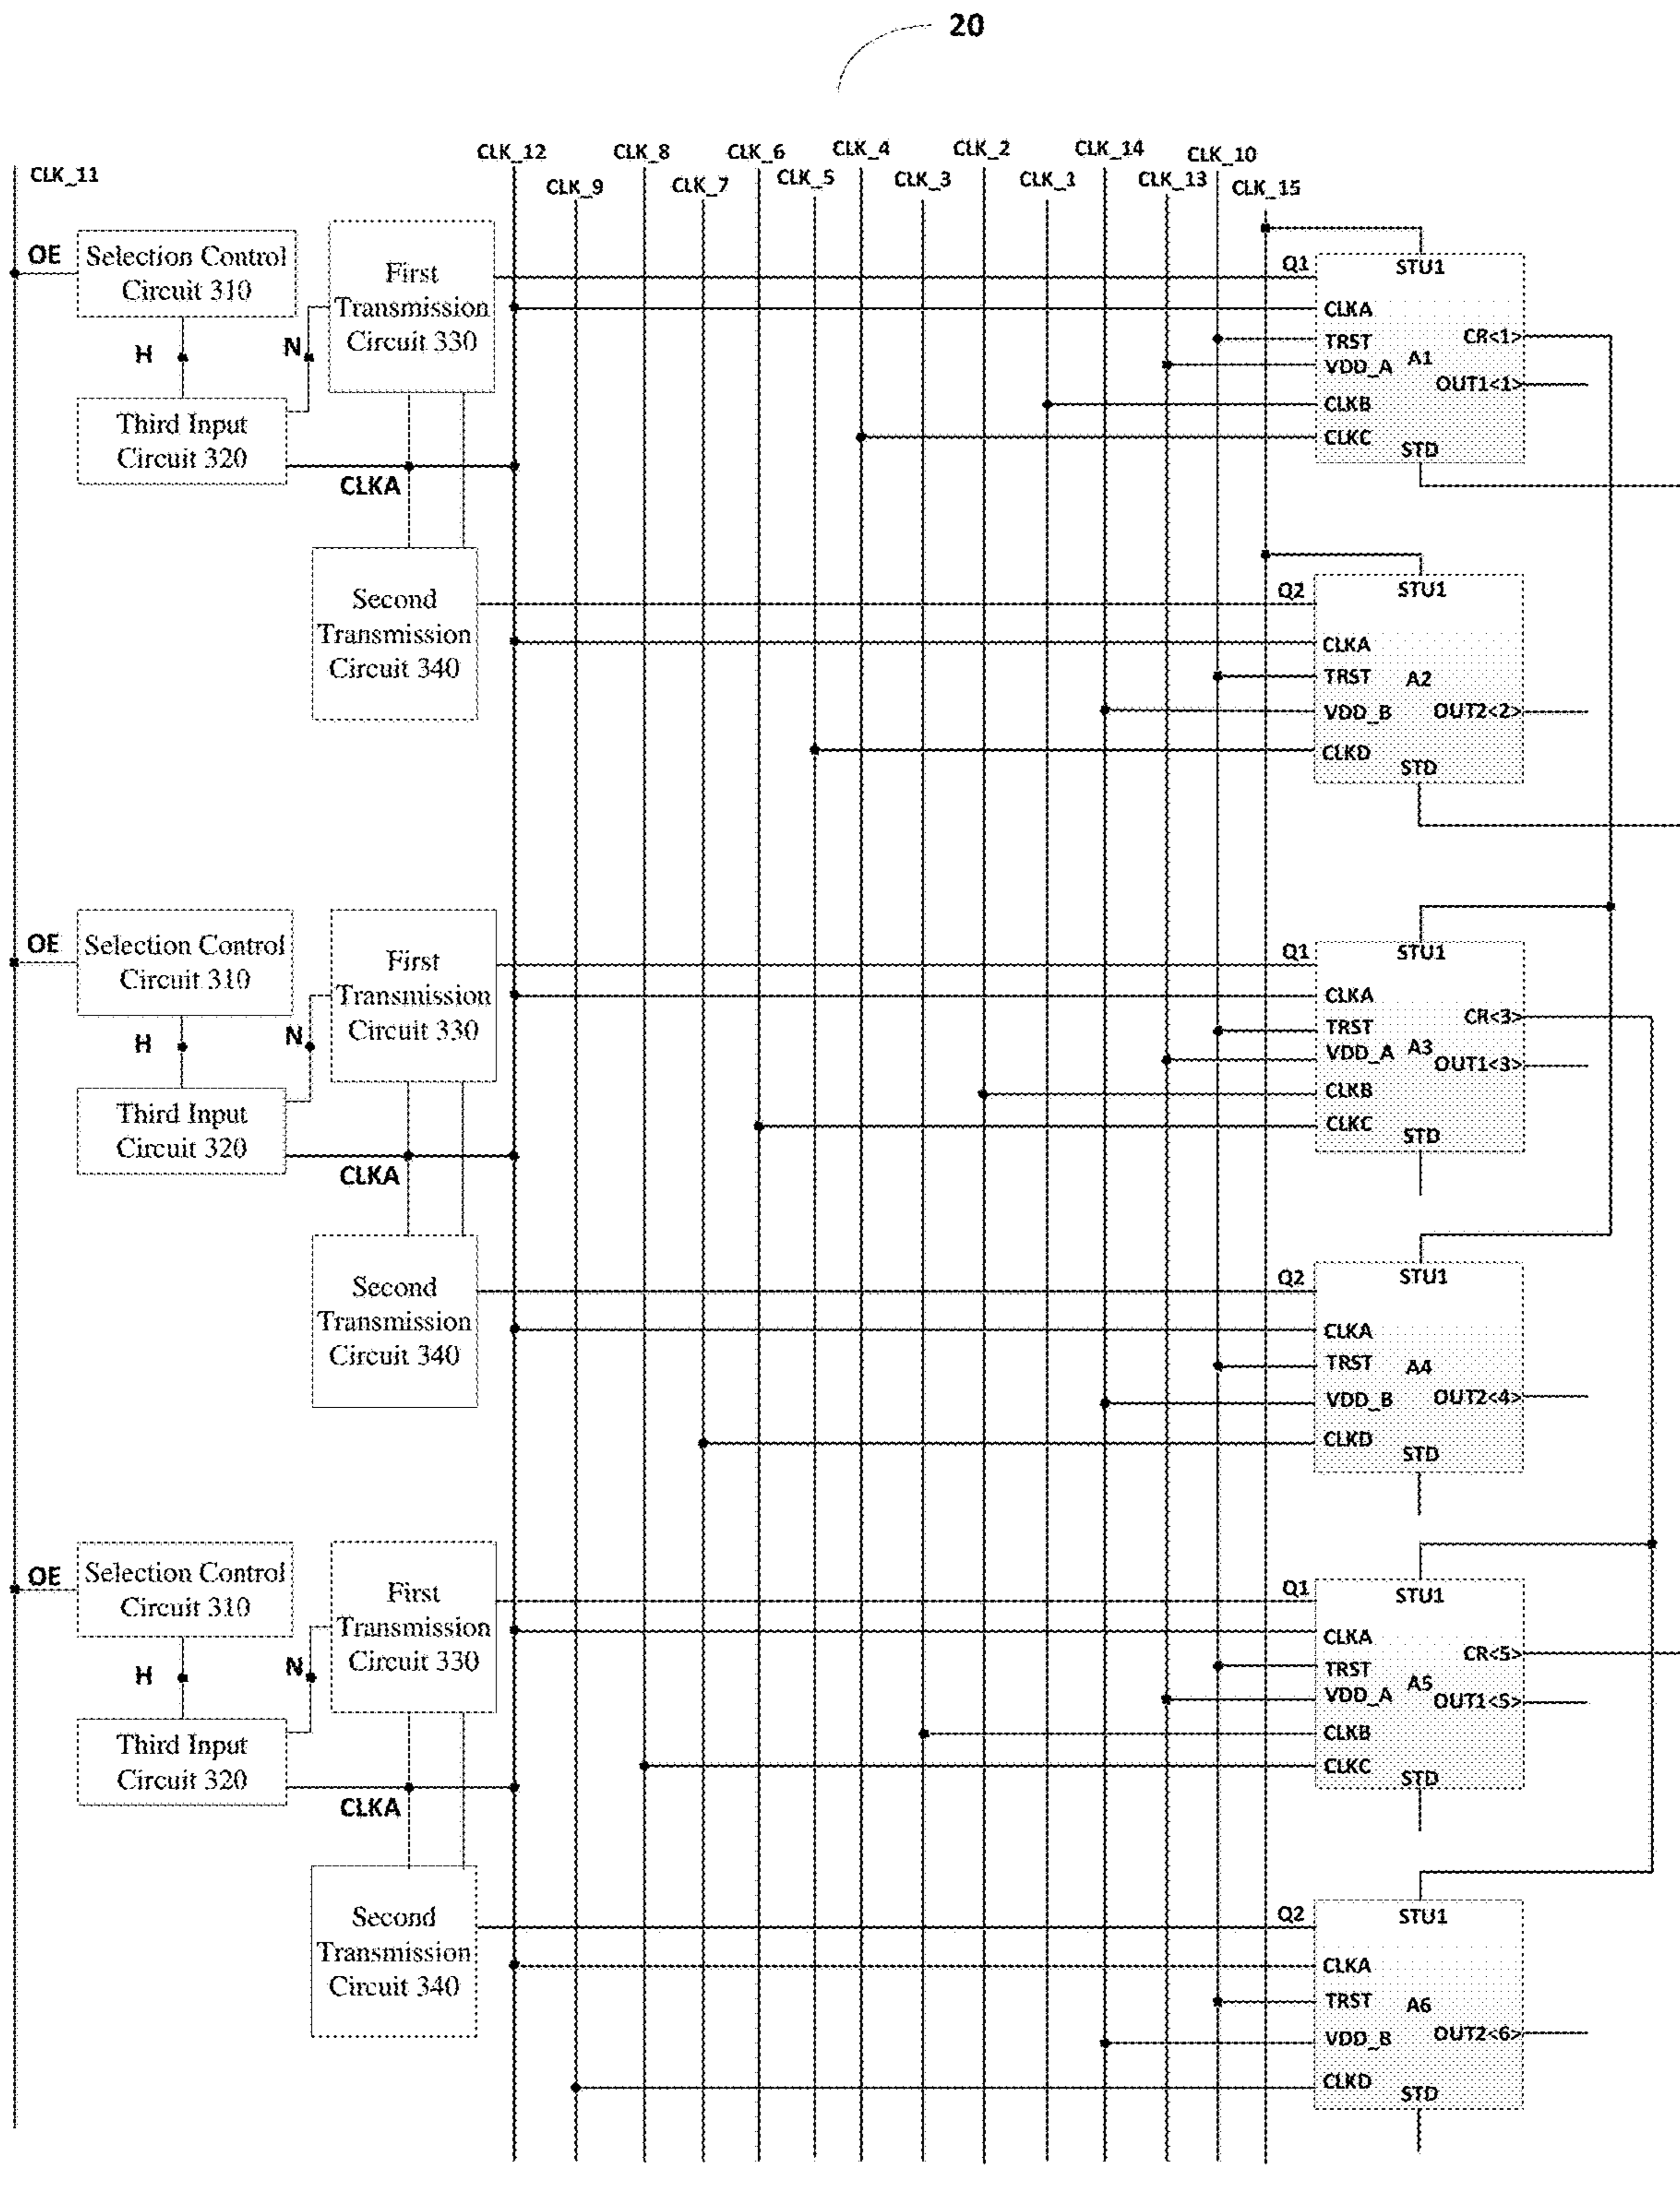 20
CLK_11
CLK_12
CLK_9
CLK_8
CLK_7
CLK_6
CLK_5
CLK_4
CLK_3
CLK_2
CLK_1
CLK_14
CLK_13
CLK_10
CLK_15
OE
Selection Control
Circuit 310
H
N
First
Transmission
Circuit 330
Third Input
Circuit 320
CLKA
Second
Transmission
Circuit 340
Q1
STU1
CLKA
TRST
VDD_A
A1
CLKB
CLKC
CR<1>
OUT1<1>
STD
Q2
STU1
CLKA
TRST
A2
VDD_B
OUT2<2>
CLKD
STD
OE
Selection Control
Circuit 310
H
N
First
Transmission
Circuit 330
Third Input
Circuit 320
CLKA
Second
Transmission
Circuit 340
Q1
STU1
CLKA
CR<3>
TRST
VDD_A
A3
OUT1<3>
CLKB
CLKC
STD
Q2
STU1
CLKA
TRST
A4
VDD_B
OUT2<4>
CLKD
STD
OE
Selection Control
Circuit 310
H
N
First
Transmission
Circuit 330
Third Input
Circuit 320
CLKA
Second
Transmission
Circuit 340
Q1
STU1
CLKA
CR<5>
TRST
A5
VDD_A
OUT1<5>
CLKB
CLKC
STD
Q2
STU1
CLKA
TRST
A6
VDD_B
OUT2<6>
CLKD
STD